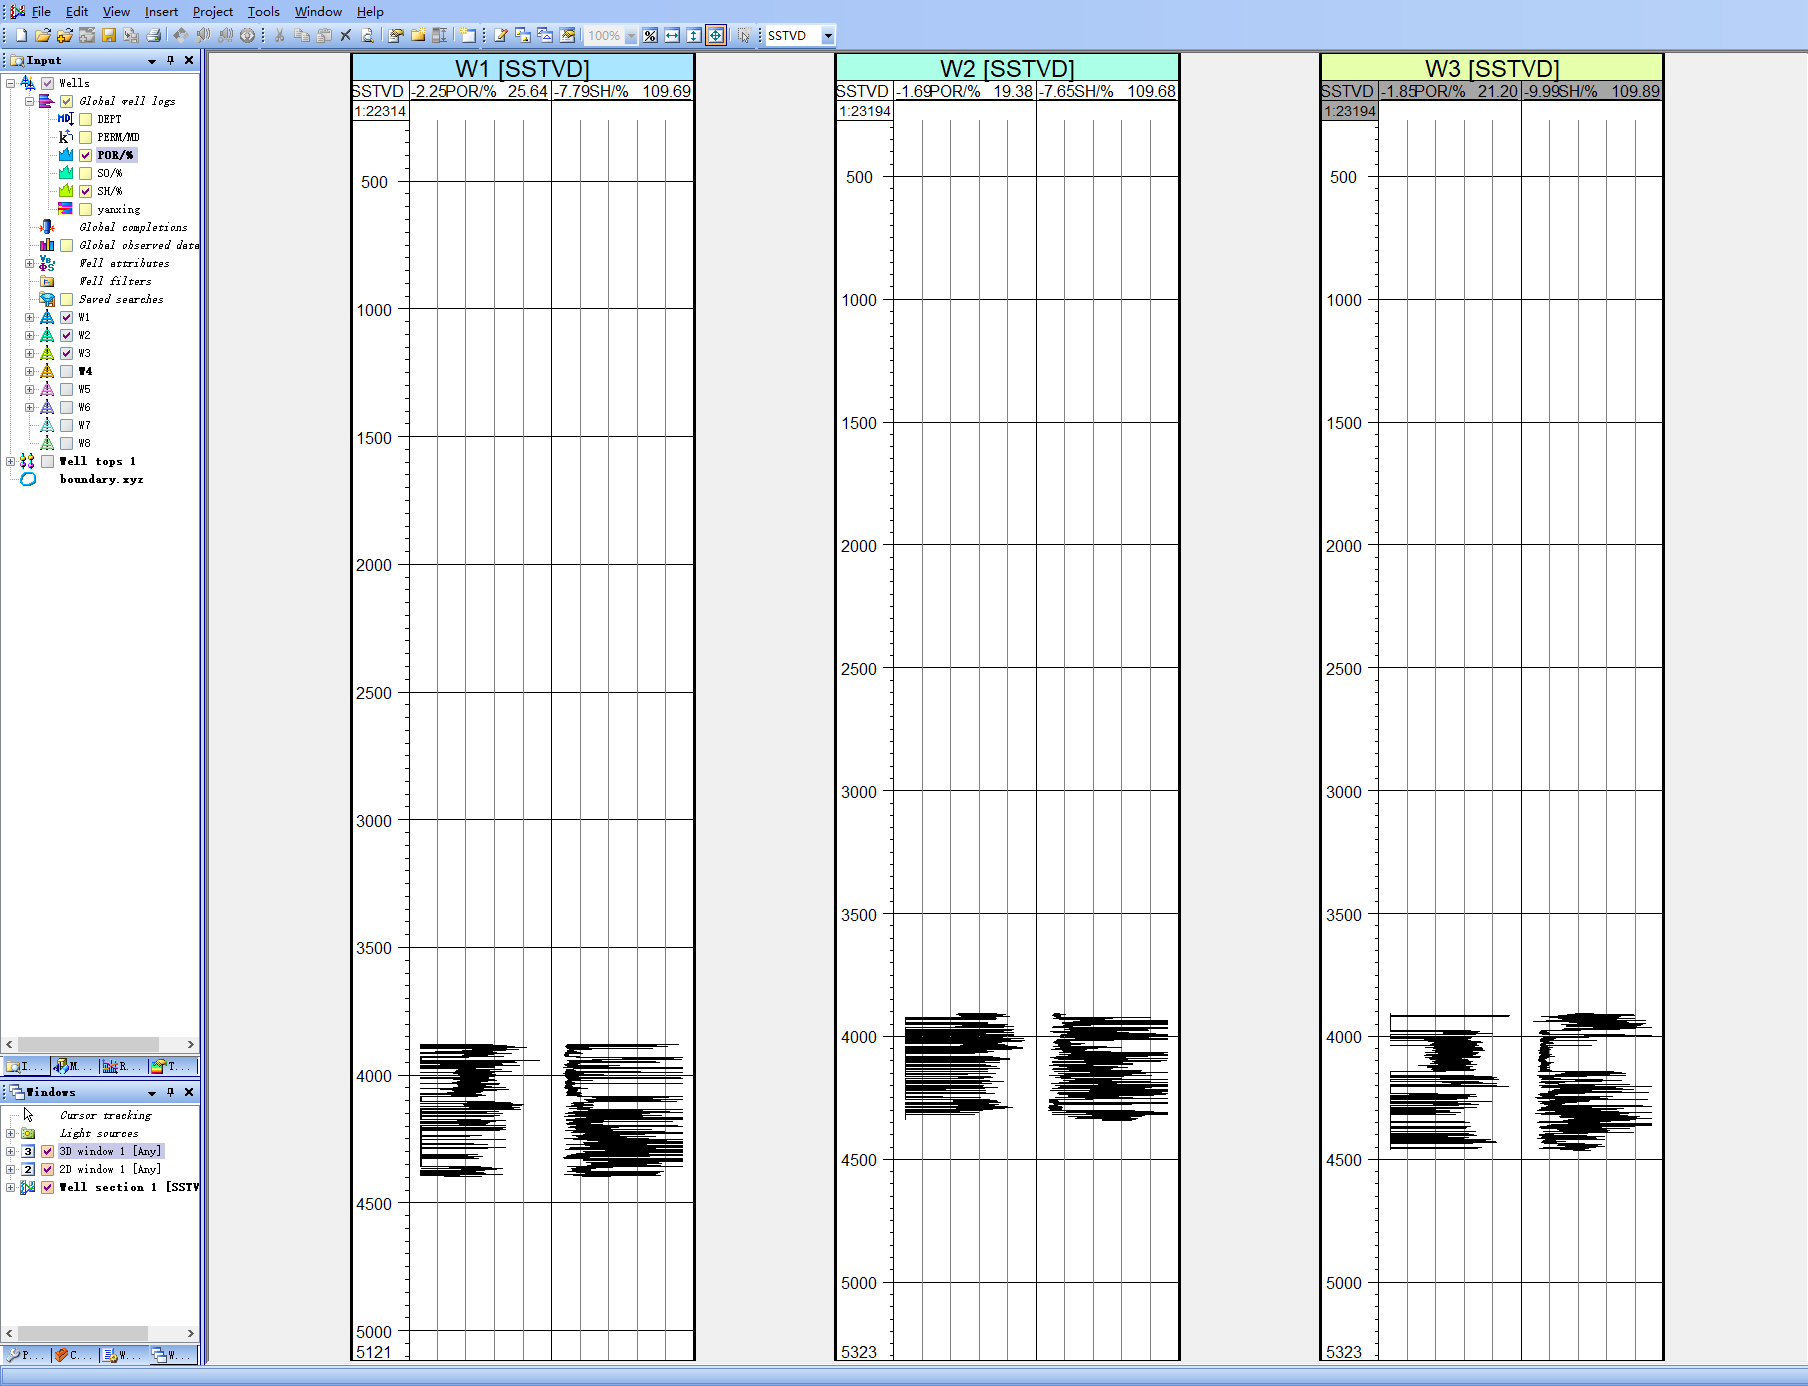 File Edit View Insert Project Tools Window Help
100% % SSTVD
Input
Wells
Global well logs
MD DEPT
k PERM/MD
POR/%
SO/%
SH/%
yanxing
Global completions
Global observed data
Well attributes
Well filters
Saved searches
W1
W2
W3
W4
W5
W6
W7
W8
Well tops 1
boundary.xyz
I... M... R... T...
Windows
Cursor tracking
Light sources
3 3D window 1 [Any]
2 2D window 1 [Any]
Well section 1 [SSTV
P... C... W... W...
W1 [SSTVD]
SSTVD -2.25 POR/% 25.64 -7.79 SH/% 109.69
1:22314
500
1000
1500
2000
2500
3000
3500
4000
4500
5000
5121
W2 [SSTVD]
SSTVD -1.69 POR/% 19.38 -7.65 SH/% 109.68
1:23194
500
1000
1500
2000
2500
3000
3500
4000
4500
5000
5323
W3 [SSTVD]
SSTVD -1.85 POR/% 21.20 -9.99 SH/% 109.89
1:23194
500
1000
1500
2000
2500
3000
3500
4000
4500
5000
5323